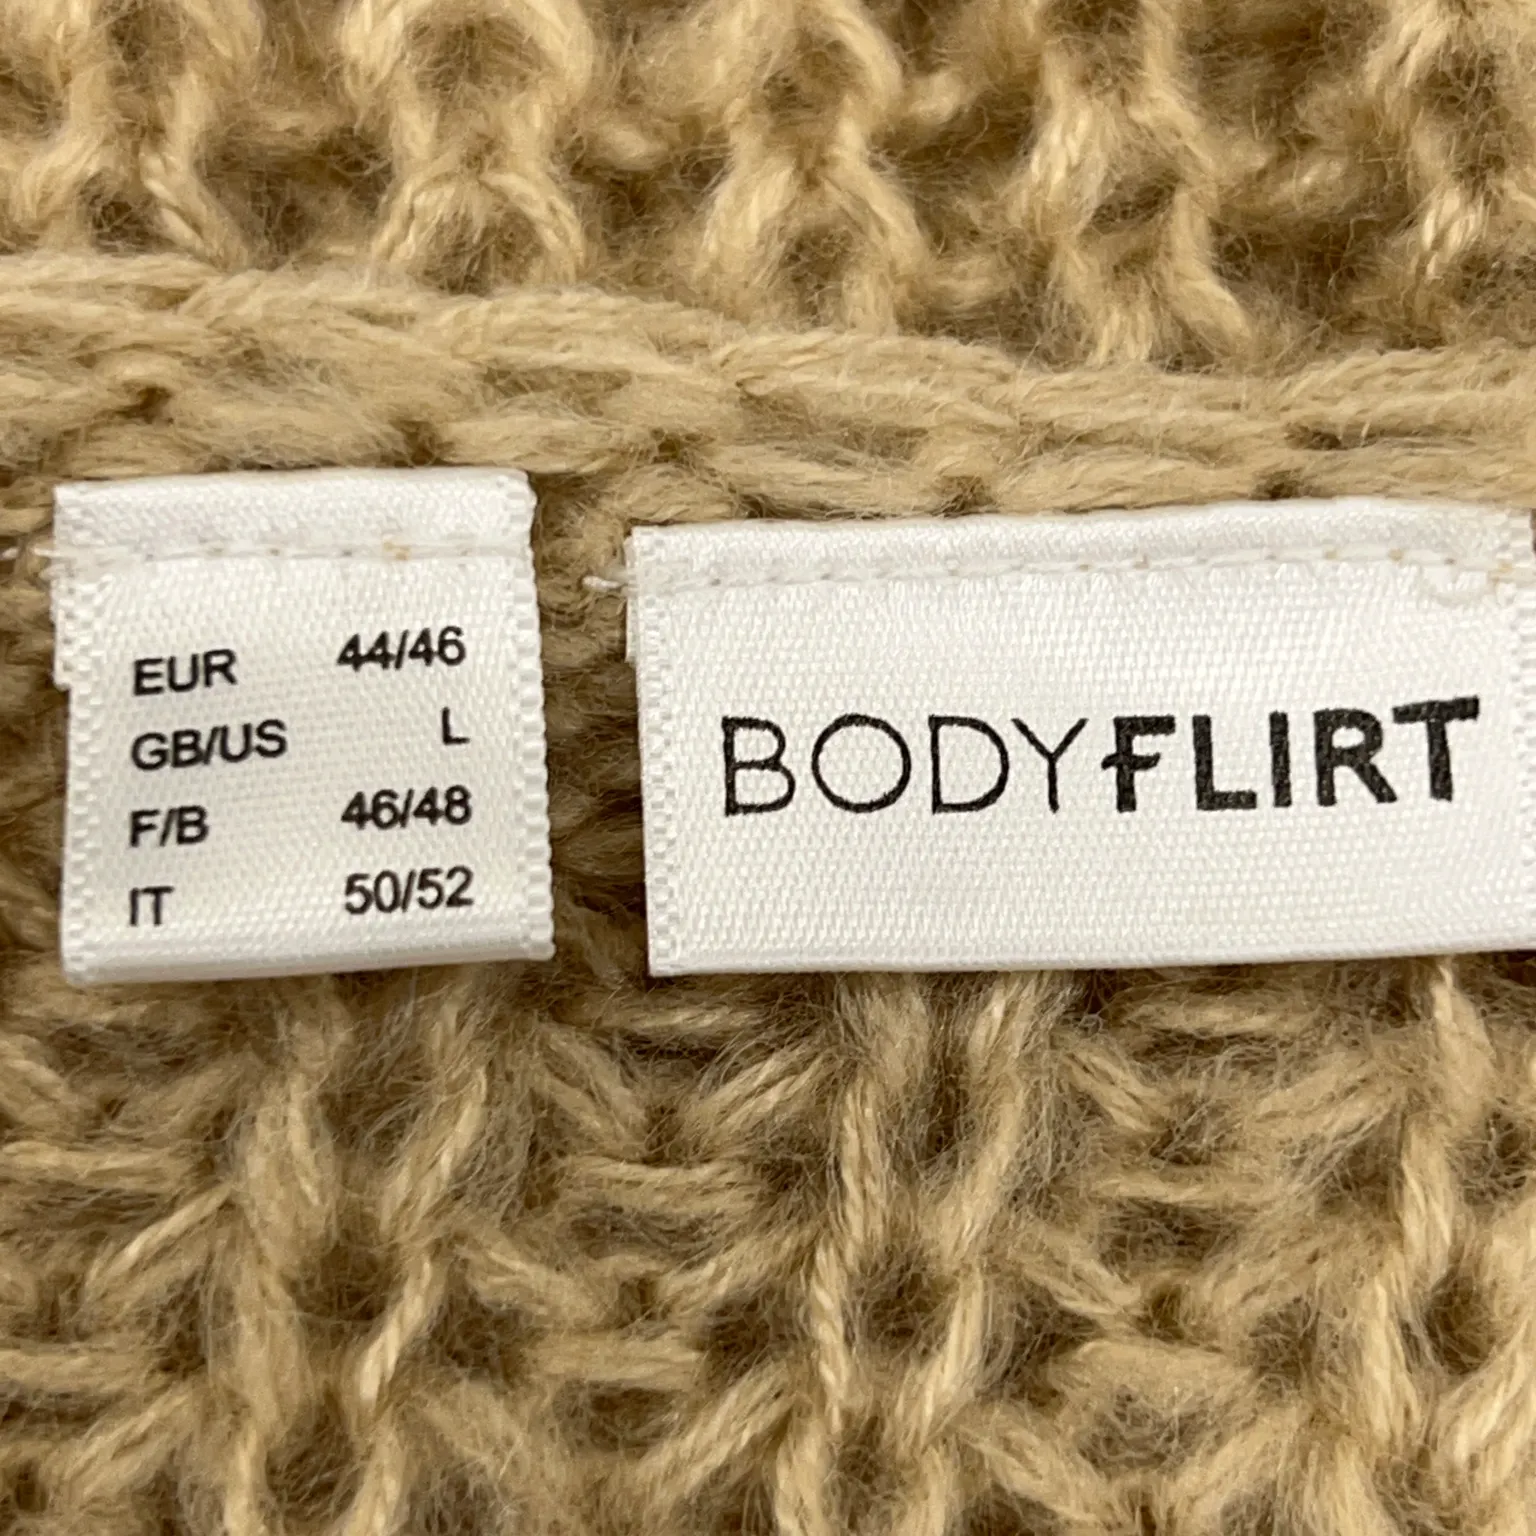 EUR 44/46
GB/US L
F/B 46/48
IT 50/52
BODYFLIRT